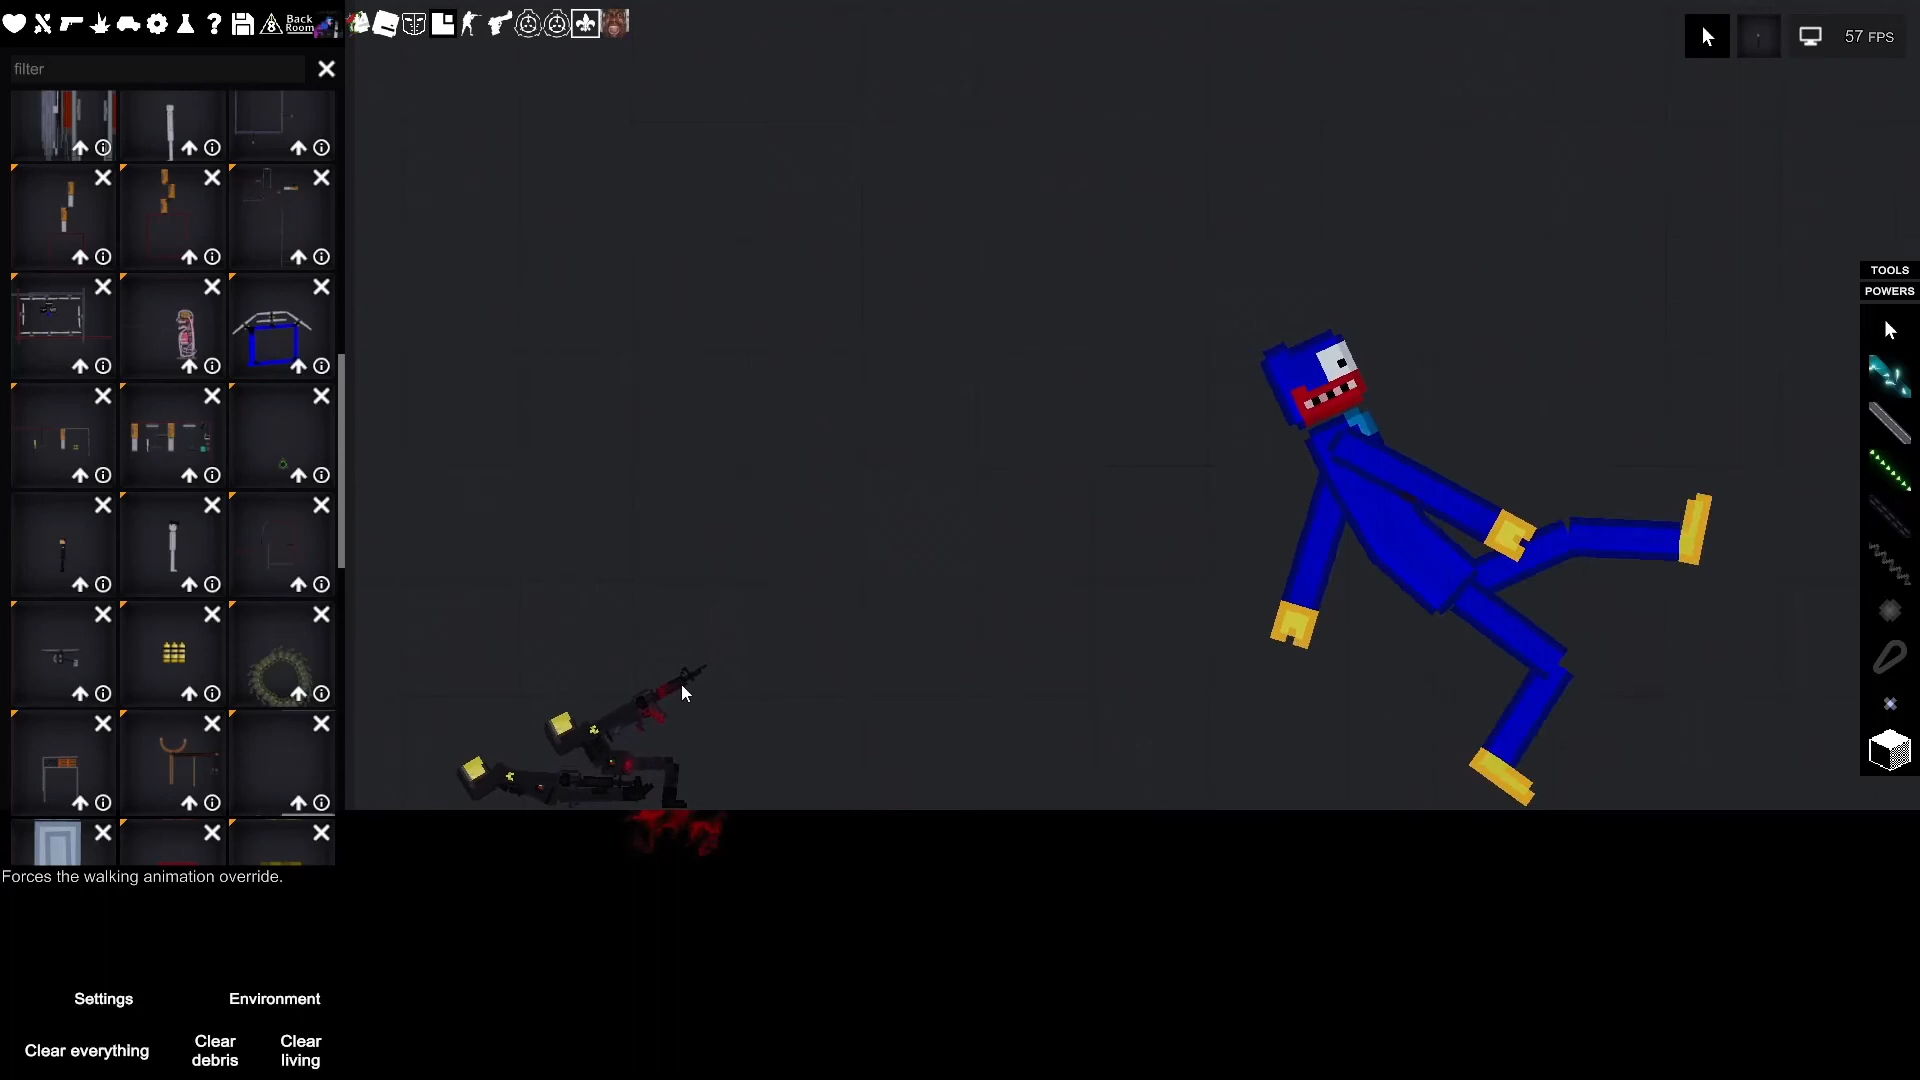 Back
Room
57 FPS
filter
TOOLS
POWERS
Forces the walking animation override.
Settings
Environment
Clear everything
Clear
debris
Clear
living